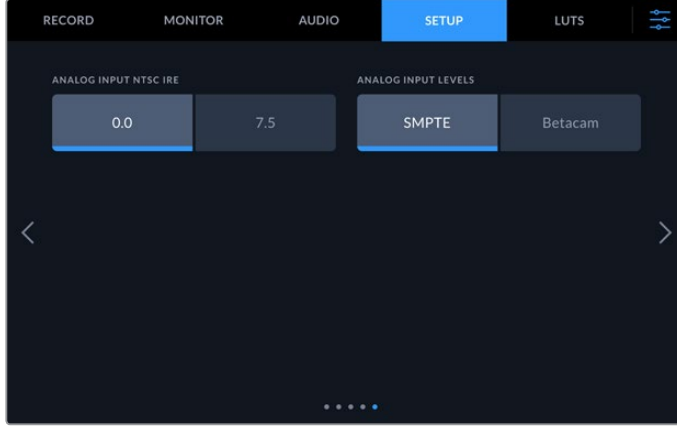 RECORD MONITOR AUDIO SETUP LUTS
ANALOG INPUT NTSC IRE ANALOG INPUT LEVELS
0.0 7.5 SMPTE Betacam